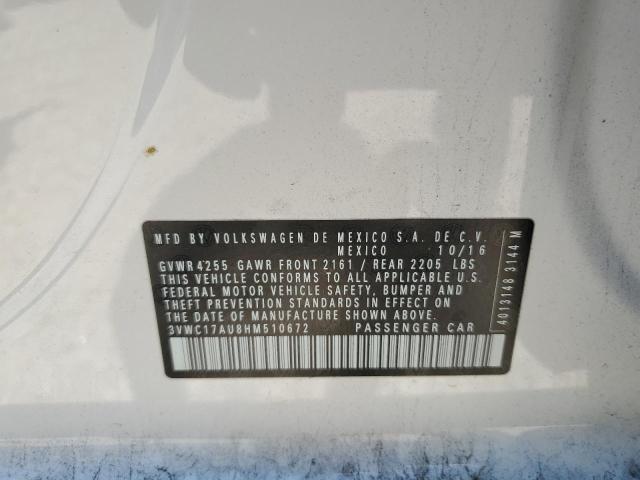 MFD BY VOLKSWAGEN DE MEXICO S.A. DE C.V.
MEXICO 10/16
GVWR 4255 GAWR FRONT 2161 / REAR 2205 LBS
THIS VEHICLE CONFORMS TO ALL APPLICABLE U.S.
FEDERAL MOTOR VEHICLE SAFETY, BUMPER AND
THEFT PREVENTION STANDARDS IN EFFECT ON
THE DATE OF MANUFACTURE SHOWN ABOVE.
3VWC17AU8HM510672 PASSENGER CAR
4013148 3144 M